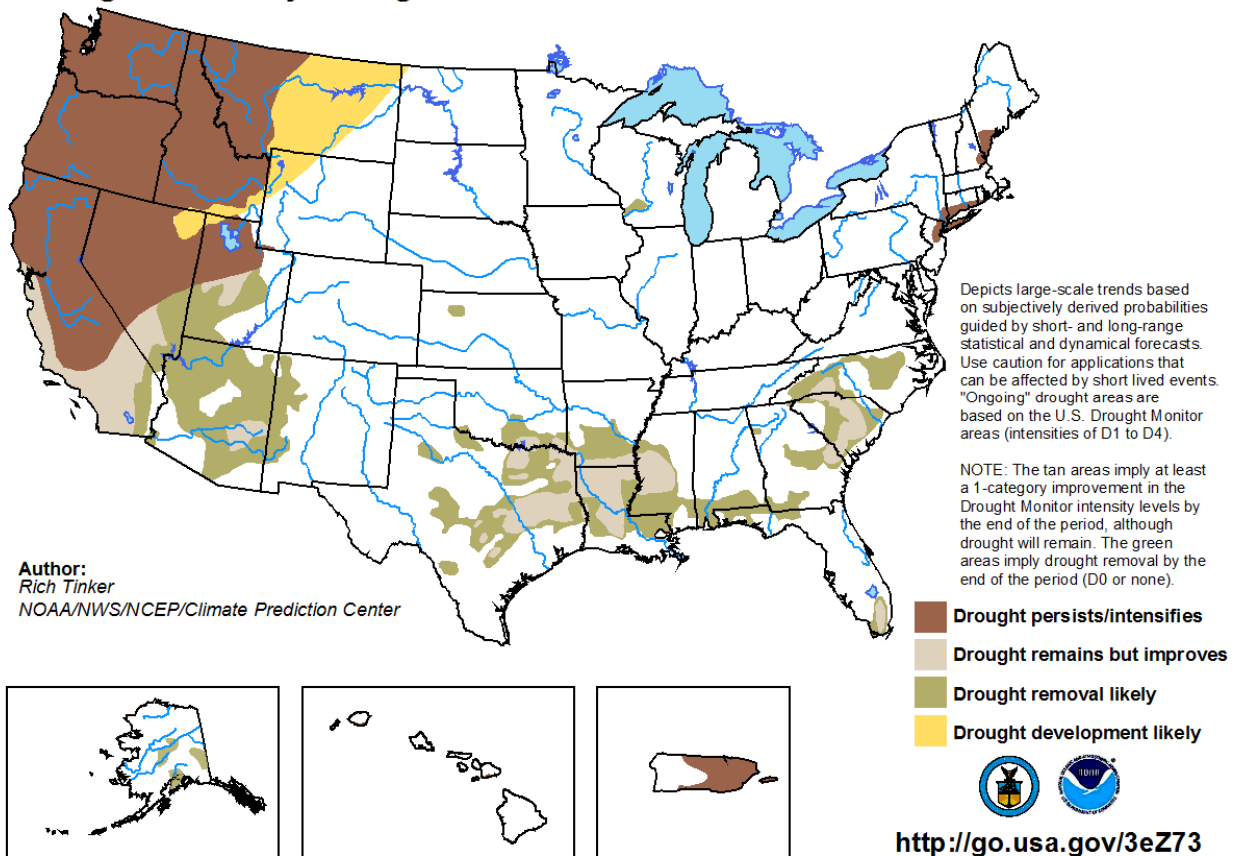 Depicts large-scale trends based
on subjectively derived probabilities
guided by short- and long-range
statistical and dynamical forecasts.
Use caution for applications that
can be affected by short lived events.
"Ongoing" drought areas are
based on the U.S. Drought Monitor
areas (intensities of D1 to D4).
NOTE: The tan areas imply at least
a 1-category improvement in the
Drought Monitor intensity levels by
the end of the period, although
drought will remain. The green
areas imply drought removal by the
end of the period (D0 or none).
Author:
Rich Tinker
NOAA/NWS/NCEP/Climate Prediction Center
Drought persists/intensifies
Drought remains but improves
Drought removal likely
Drought development likely
http://go.usa.gov/3eZ73